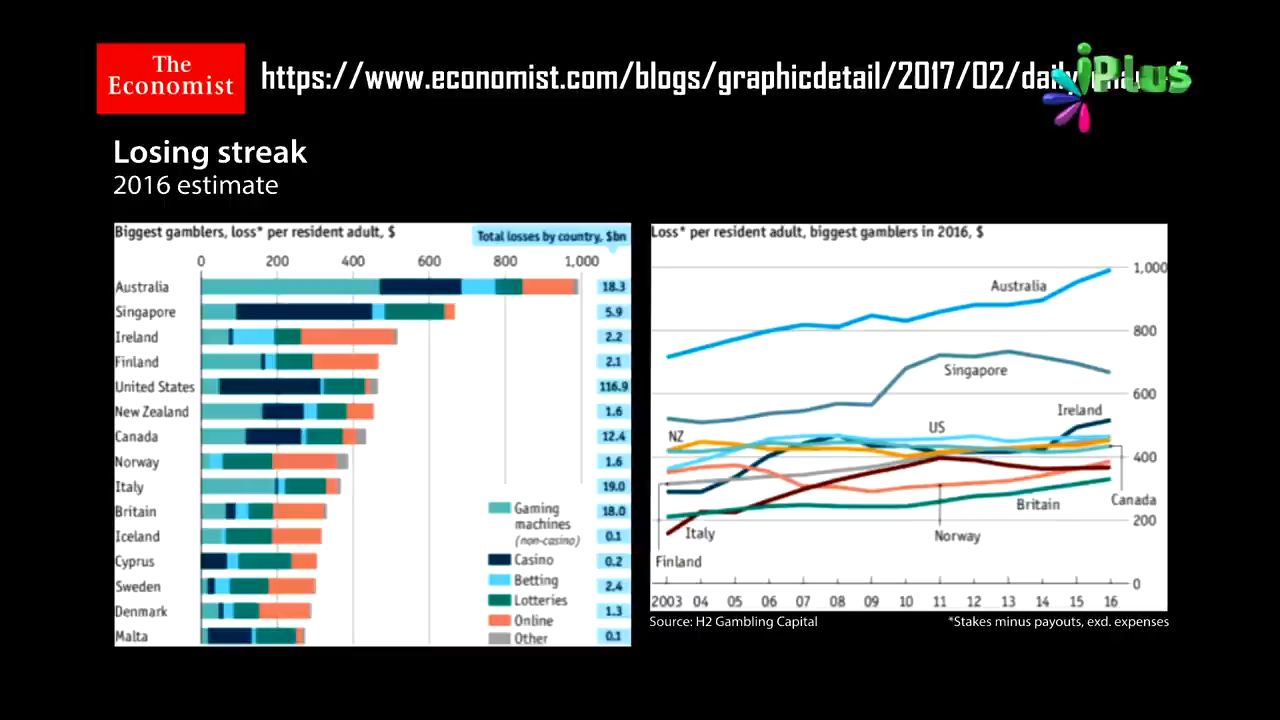 The
Economist
https://www.economist.com/blogs/graphicdetail/2017/02/daily
iPlus
Losing streak
2016 estimate
Biggest gamblers, loss* per resident adult, $
Total losses by country, $bn
0 200 400 600 800 1,000
Australia 18.3
Singapore 5.9
Ireland 2.2
Finland 2.1
United States 116.9
New Zealand 1.6
Canada 12.4
Norway 1.6
Italy 19.0
Britain 18.0
Iceland 0.1
Cyprus 0.2
Sweden 2.4
Denmark 1.3
Malta 0.1
Gaming
machines
(non-casino)
Casino
Betting
Lotteries
Online
Other
Loss* per resident adult, biggest gamblers in 2016, $
1,000
Australia
800
Singapore
600
Ireland
US
NZ
400
Canada
Britain
200
Italy
Norway
Finland
0
2003 04 05 06 07 08 09 10 11 12 13 14 15 16
Source: H2 Gambling Capital
*Stakes minus payouts, exd. expenses